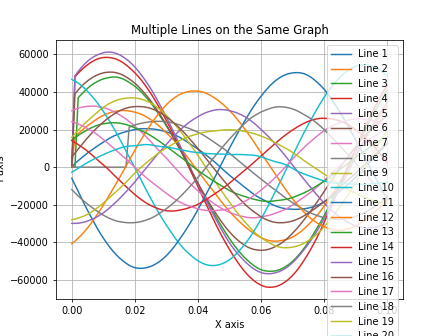 Multiple Lines on the Same Graph
60000
40000
20000
0
−20000
−40000
−60000
0.00
0.02
0.04
0.06
X axis
Line 1
Line 2
Line 3
Line 4
Line 5
Line 6
Line 7
Line 8
Line 9
Line 10
Line 11
Line 12
Line 13
Line 14
Line 15
Line 16
Line 17
Line 18
Line 19
Line 20